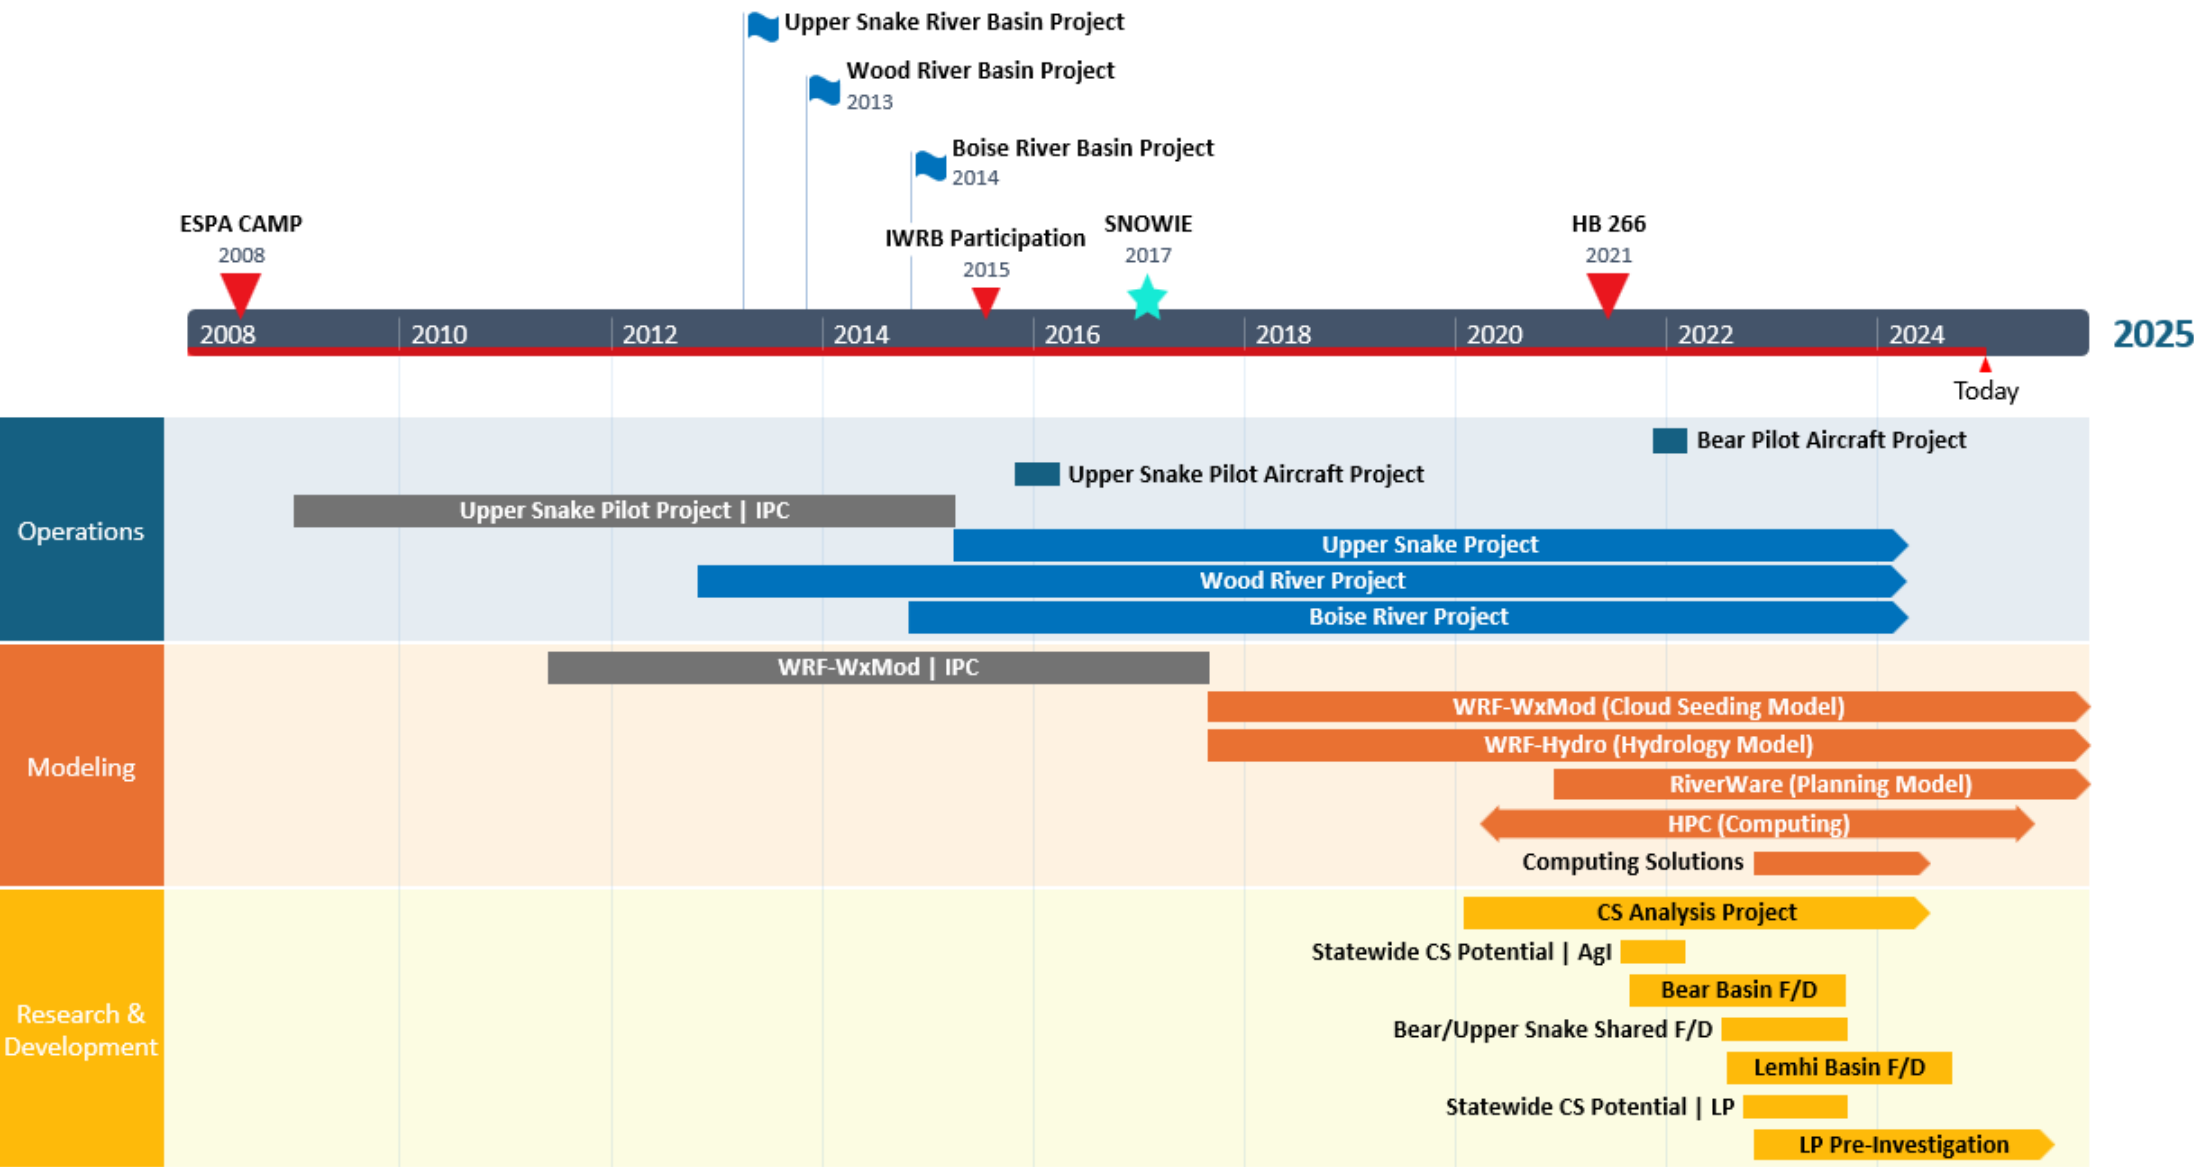 Upper Snake River Basin Project
Wood River Basin Project
2013
Boise River Basin Project
2014
ESPA CAMP
2008
IWRB Participation
2015
SNOWIE
2017
HB 266
2021
2008 2010 2012 2014 2016 2018 2020 2022 2024 2025
Today
Operations
Bear Pilot Aircraft Project
Upper Snake Pilot Aircraft Project
Upper Snake Pilot Project | IPC
Upper Snake Project
Wood River Project
Boise River Project
Modeling
WRF-WxMod | IPC
WRF-WxMod (Cloud Seeding Model)
WRF-Hydro (Hydrology Model)
RiverWare (Planning Model)
HPC (Computing)
Computing Solutions
Research &
Development
CS Analysis Project
Statewide CS Potential | AgI
Bear Basin F/D
Bear/Upper Snake Shared F/D
Lemhi Basin F/D
Statewide CS Potential | LP
LP Pre-Investigation